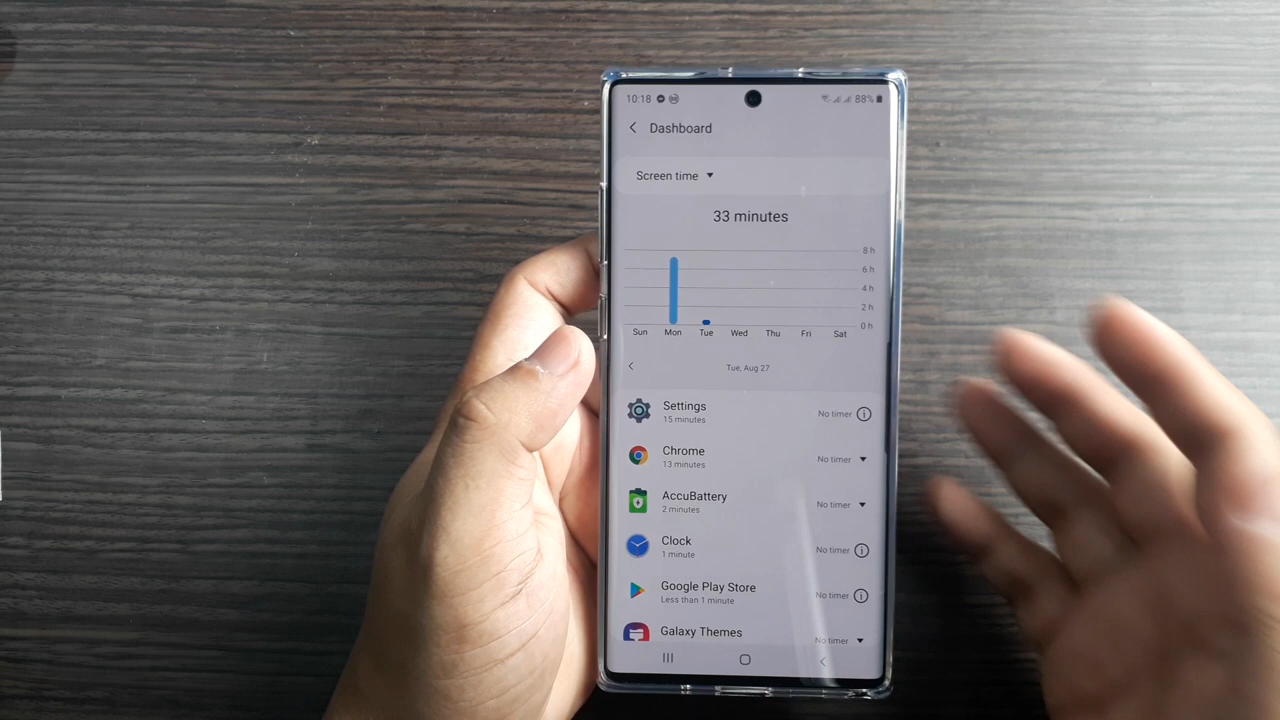 10:18 88%
Dashboard
Screen time
33 minutes
8 h
6 h
4 h
2 h
0 h
Sun Mon Tue Wed Thu Fri Sat
Tue, Aug 27
Settings
15 minutes
No timer
Chrome
13 minutes
No timer
AccuBattery
2 minutes
No timer
Clock
1 minute
No timer
Google Play Store
Less than 1 minute
No timer
Galaxy Themes
No timer